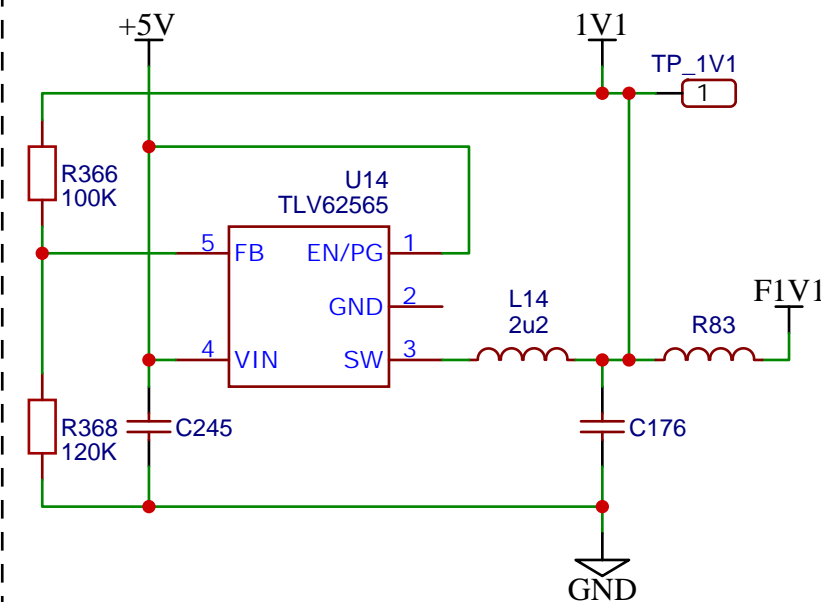 +5V
1V1
TP_1V1
1
R366
100K
U14
TLV62565
5
FB
EN/PG
1
GND
2
L14
2u2
F1V1
R83
4
VIN
SW
3
R368
120K
C245
C176
GND